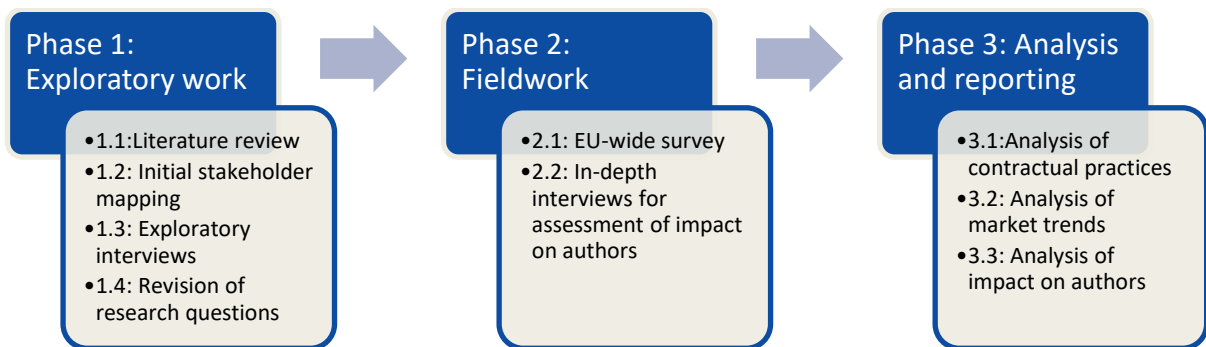 Phase 1:
Exploratory work
•1.1:Literature review
•1.2: Initial stakeholder
mapping
•1.3: Exploratory
interviews
•1.4: Revision of
research questions
Phase 2:
Fieldwork
•2.1: EU-wide survey
•2.2: In-depth
interviews for
assessment of impact
on authors
Phase 3: Analysis
and reporting
•3.1:Analysis of
contractual practices
•3.2: Analysis of
market trends
•3.3: Analysis of
impact on authors